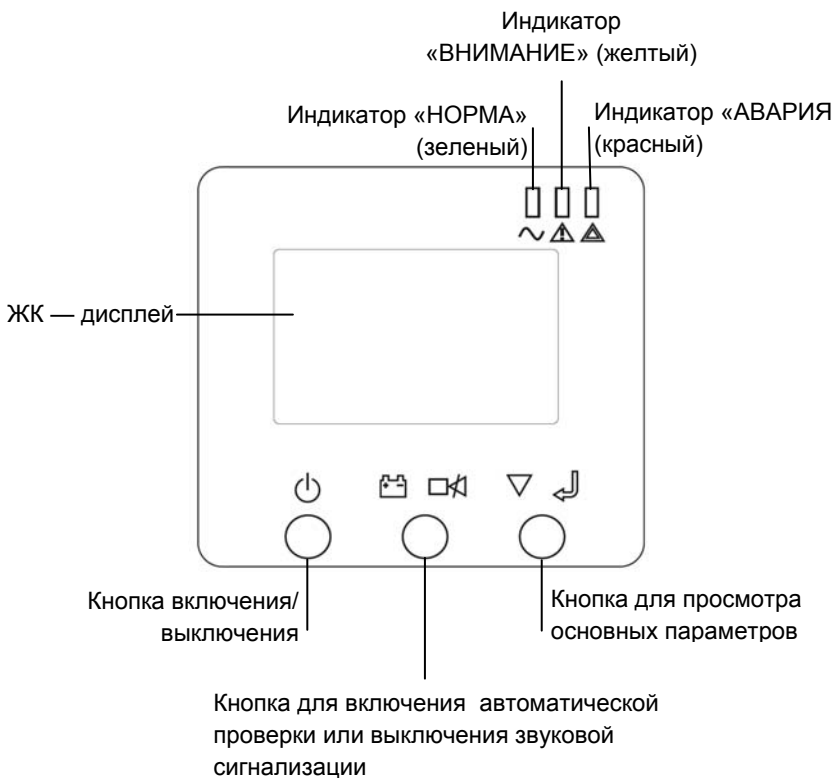 Индикатор
«ВНИМАНИЕ» (желтый)
Индикатор «НОРМА»
(зеленый)
Индикатор «АВАРИЯ
(красный)
ЖК — дисплей
Кнопка включения/
выключения
Кнопка для просмотра
основных параметров
Кнопка для включения автоматической
проверки или выключения звуковой
сигнализации